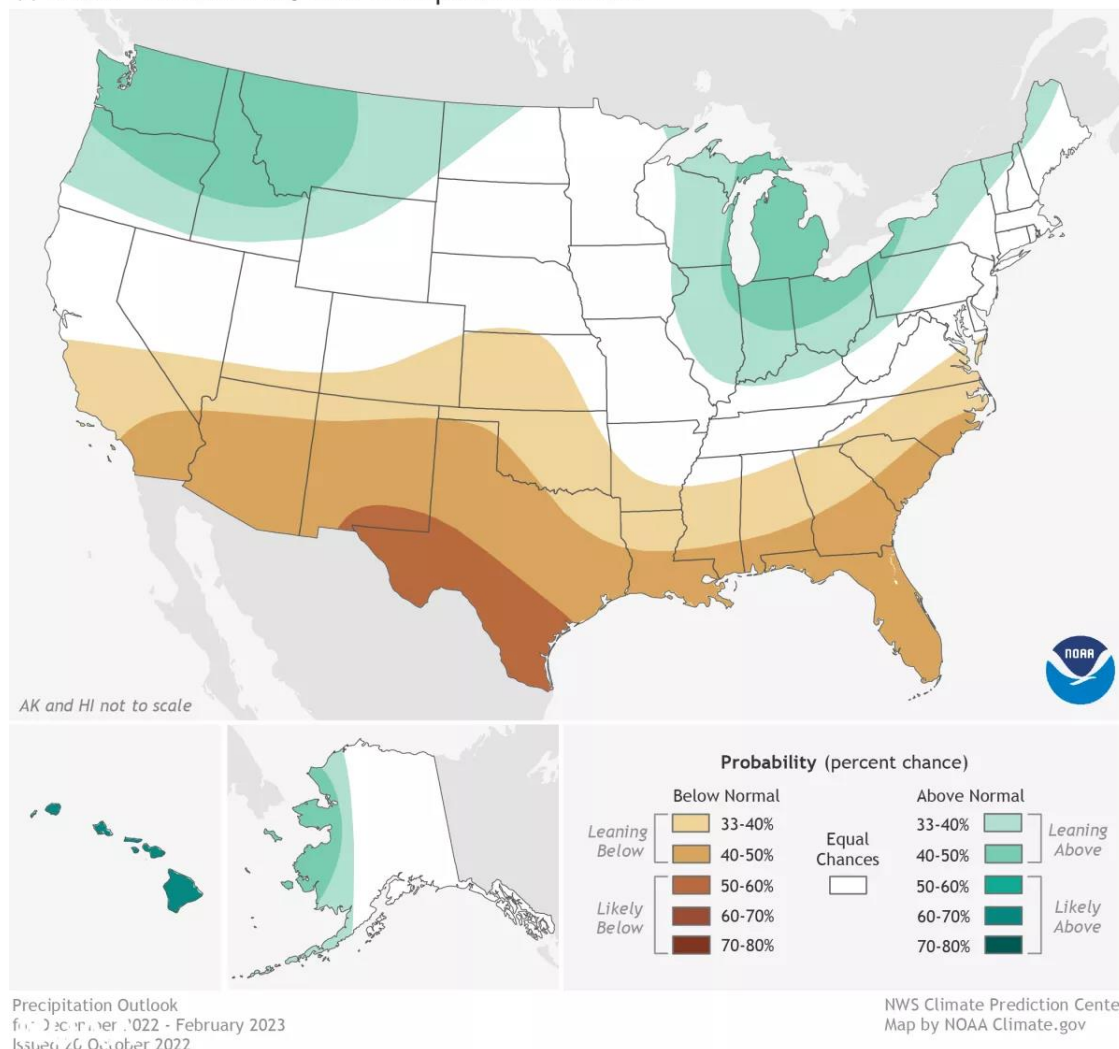 AK and HI not to scale
NOAA
Probability (percent chance)
Below Normal
Above Normal
Leaning
Below
33-40%
40-50%
Likely
Below
50-60%
60-70%
70-80%
Equal
Chances
33-40%
40-50%
Leaning
Above
50-60%
60-70%
70-80%
Likely
Above
Precipitation Outlook
December 2022 - February 2023
Issued 20 October 2022
NWS Climate Prediction Cente
Map by NOAA Climate.gov